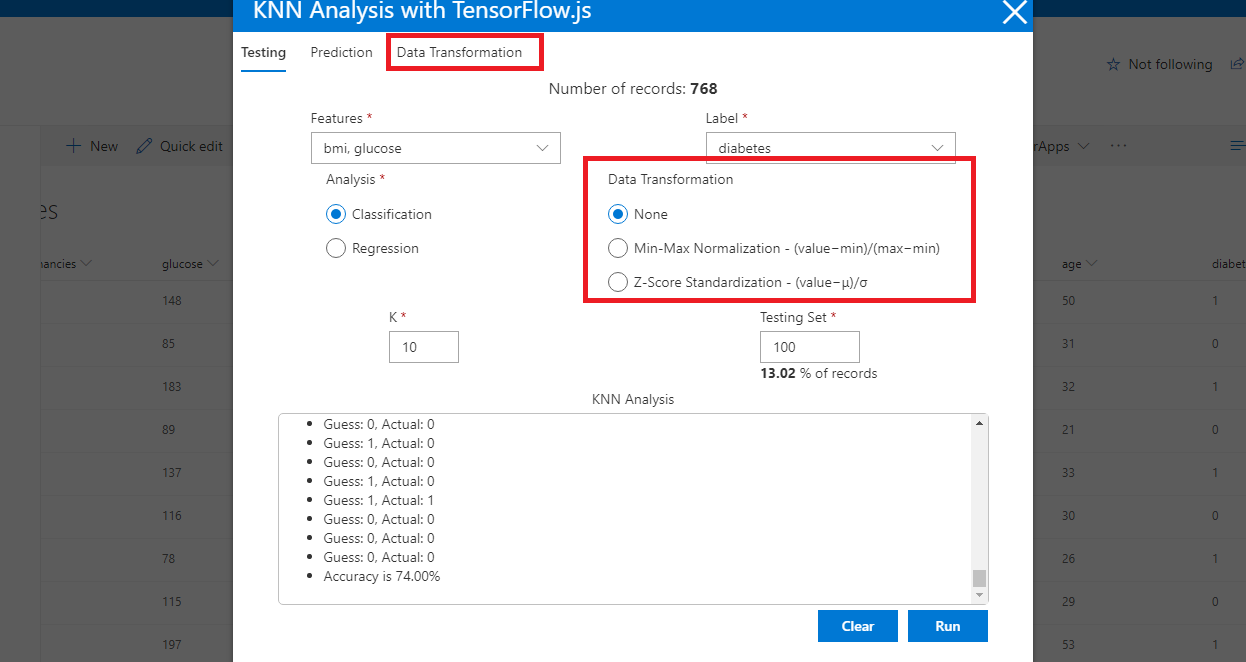 KNN Analysis with TensorFlow.js
Testing Prediction Data Transformation
Not following
Number of records: 768
Features * Label *
New Quick edit bmi, glucose diabetes ···
Analysis * Data Transformation
Classification None
Regression Min-Max Normalization - (value−min)/(max−min)
Z-Score Standardization - (value−μ)/σ
glucose age
K * Testing Set *
10 100
13.02 % of records
KNN Analysis
148 50 1
85 31 0
183 32 1
89 21 0
137 33 1
116 30 0
78 26 1
115 29 0
197 53 1
• Guess: 0, Actual: 0
• Guess: 1, Actual: 0
• Guess: 0, Actual: 0
• Guess: 1, Actual: 0
• Guess: 1, Actual: 1
• Guess: 0, Actual: 0
• Guess: 0, Actual: 0
• Guess: 0, Actual: 0
• Accuracy is 74.00%
Clear Run